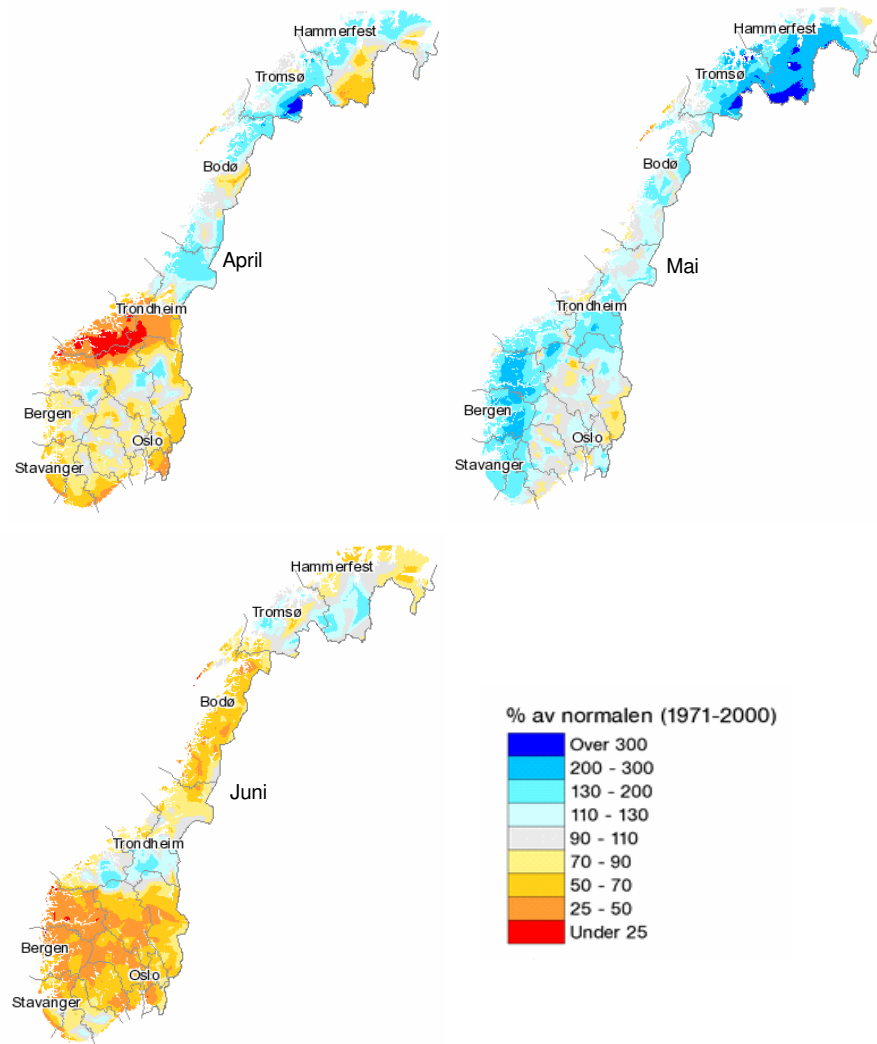 Hammerfest
Tromsø
Bodø
April
Trondheim
Bergen
Oslo
Stavanger
Hammerfest
Tromsø
Bodø
Mai
Trondheim
Bergen
Oslo
Stavanger
Hammerfest
Tromsø
Bodø
Juni
Trondheim
Bergen
Oslo
Stavanger
% av normalen (1971-2000)
Over 300
200 - 300
130 - 200
110 - 130
90 - 110
70 - 90
50 - 70
25 - 50
Under 25